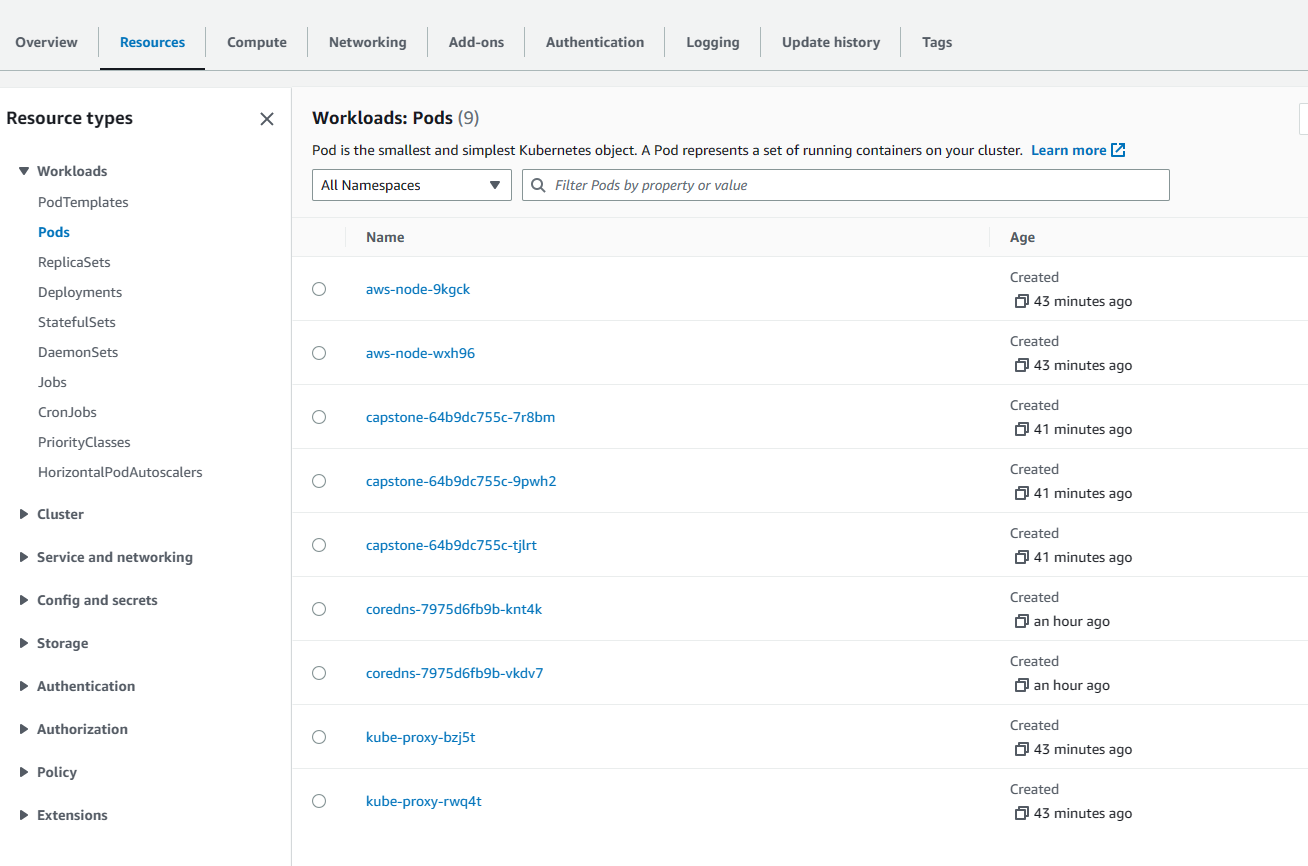 Overview Resources Compute Networking Add-ons Authentication Logging Update history Tags
Resource types
Workloads
PodTemplates
Pods
ReplicaSets
Deployments
StatefulSets
DaemonSets
Jobs
CronJobs
PriorityClasses
HorizontalPodAutoscalers
Cluster
Service and networking
Config and secrets
Storage
Authentication
Authorization
Policy
Extensions
Workloads: Pods (9)
Pod is the smallest and simplest Kubernetes object. A Pod represents a set of running containers on your cluster. Learn more
All Namespaces Filter Pods by property or value
Name Age
aws-node-9kgck Created
43 minutes ago
aws-node-wxh96 Created
43 minutes ago
capstone-64b9dc755c-7r8bm Created
41 minutes ago
capstone-64b9dc755c-9pwh2 Created
41 minutes ago
capstone-64b9dc755c-tjlrt Created
41 minutes ago
coredns-7975d6fb9b-knt4k Created
an hour ago
coredns-7975d6fb9b-vkdv7 Created
an hour ago
kube-proxy-bzj5t Created
43 minutes ago
kube-proxy-rwq4t Created
43 minutes ago